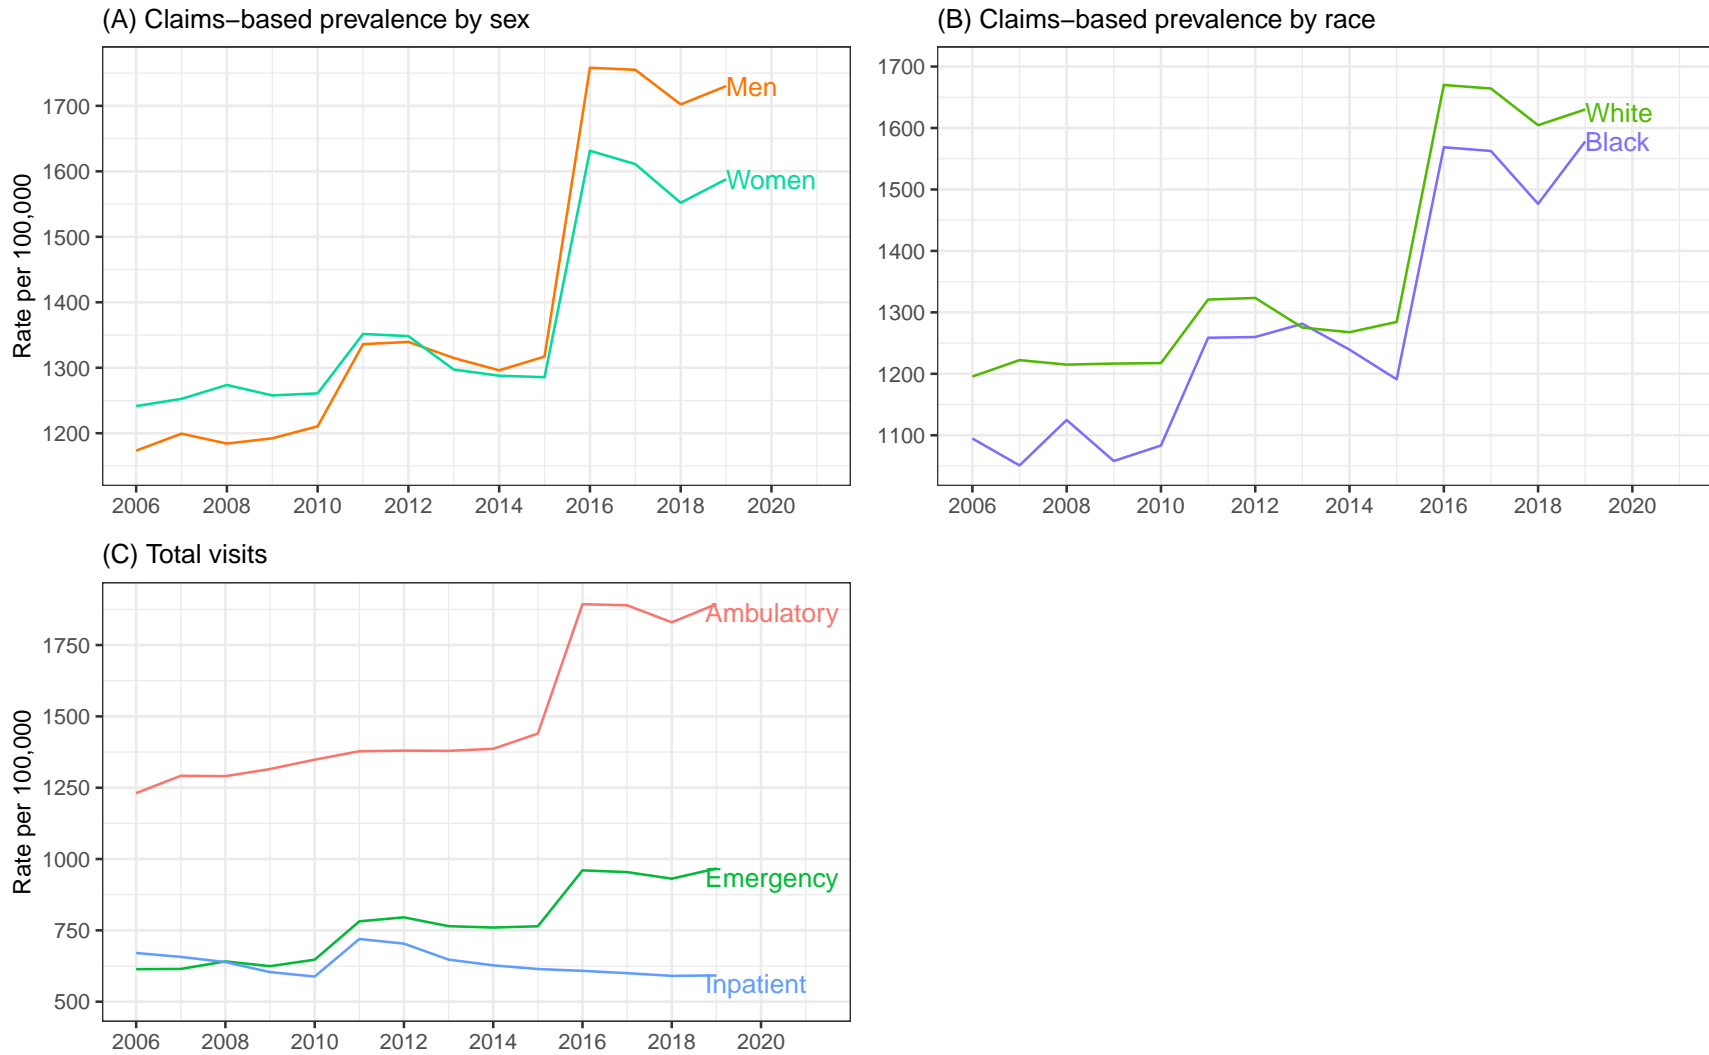 (A) Claims−based prevalence by sex
Rate per 100,000
1700
1600
1500
1400
1300
1200
Men
Women
2006 2008 2010 2012 2014 2016 2018 2020
(B) Claims−based prevalence by race
1700
1600
1500
1400
1300
1200
1100
White
Black
2006 2008 2010 2012 2014 2016 2018 2020
(C) Total visits
Rate per 100,000
1750
1500
1250
1000
750
500
Ambulatory
Emergency
Inpatient
2006 2008 2010 2012 2014 2016 2018 2020